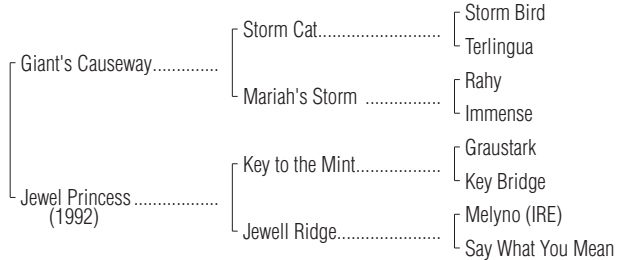 Storm Bird
Storm Cat..........................
Terlingua
Giant's Causeway..............
Rahy
Mariah's Storm ................
Immense
Graustark
Key to the Mint..................
Key Bridge
Jewel Princess ..................
(1992)
Melyno (IRE)
Jewell Ridge......................
Say What You Mean